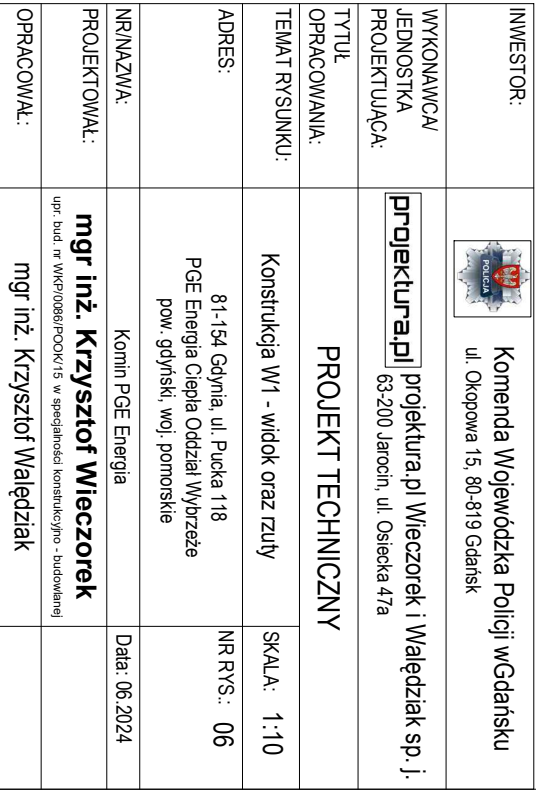 INWESTOR:
POLICJA
Komenda Wojewódzka Policji wGdańsku
ul. Okopowa 15, 80-819 Gdańsk
WYKONAWCA/
JEDNOSTKA
PROJEKTUJĄCA:
projektura.pl
projektura.pl Wieczorek i Walędziak sp. j.
63-200 Jarocin, ul. Osiecka 47a
TYTUŁ
OPRACOWANIA:
PROJEKT TECHNICZNY
TEMAT RYSUNKU:
Konstrukcja W1 - widok oraz rzuty
SKALA: 1:10
ADRES:
81-154 Gdynia, ul. Pucka 118
PGE Energia Ciepła Oddział Wybrzeże
pow. gdyński, woj. pomorskie
NR RYS.: 06
NR/NAZWA:
Komin PGE Energia
Data: 06.2024
PROJEKTOWAŁ:
mgr inż. Krzysztof Wieczorek
upr. bud. nr WKP/0086/POOK/15 w specjalności konstrukcyjno - budowlanej
OPRACOWAŁ:
mgr inż. Krzysztof Walędziak